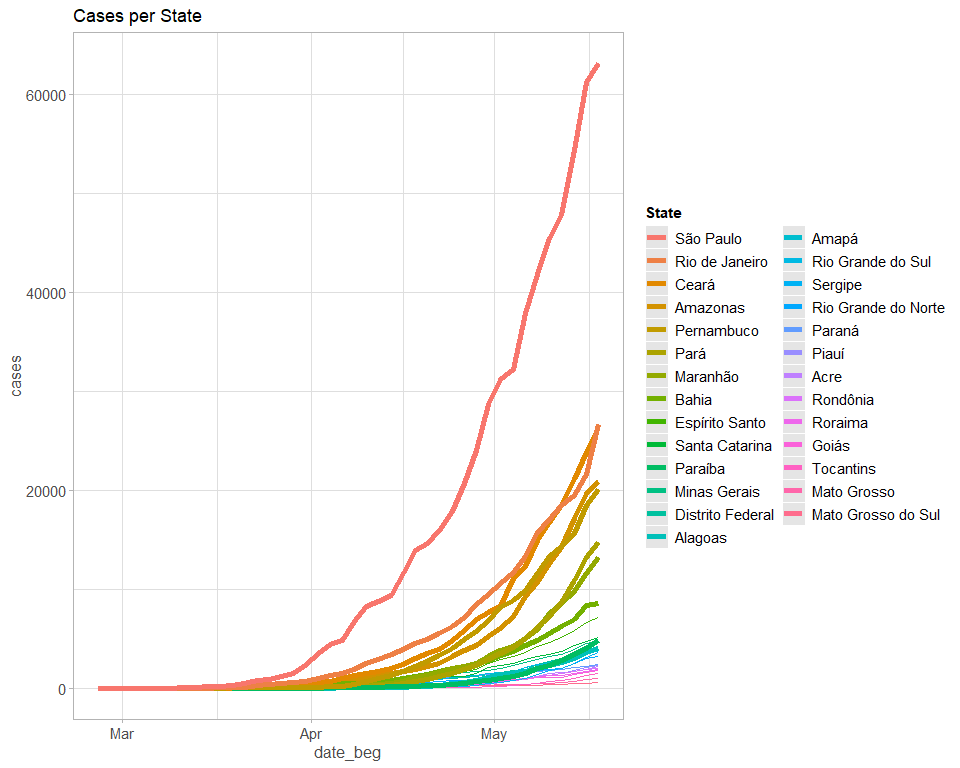 Cases per State
60000
40000
20000
0
cases
Mar
Apr
May
date_beg
State
São Paulo
Rio de Janeiro
Ceará
Amazonas
Pernambuco
Pará
Maranhão
Bahia
Espírito Santo
Santa Catarina
Paraíba
Minas Gerais
Distrito Federal
Alagoas
Amapá
Rio Grande do Sul
Sergipe
Rio Grande do Norte
Paraná
Piauí
Acre
Rondônia
Roraima
Goiás
Tocantins
Mato Grosso
Mato Grosso do Sul